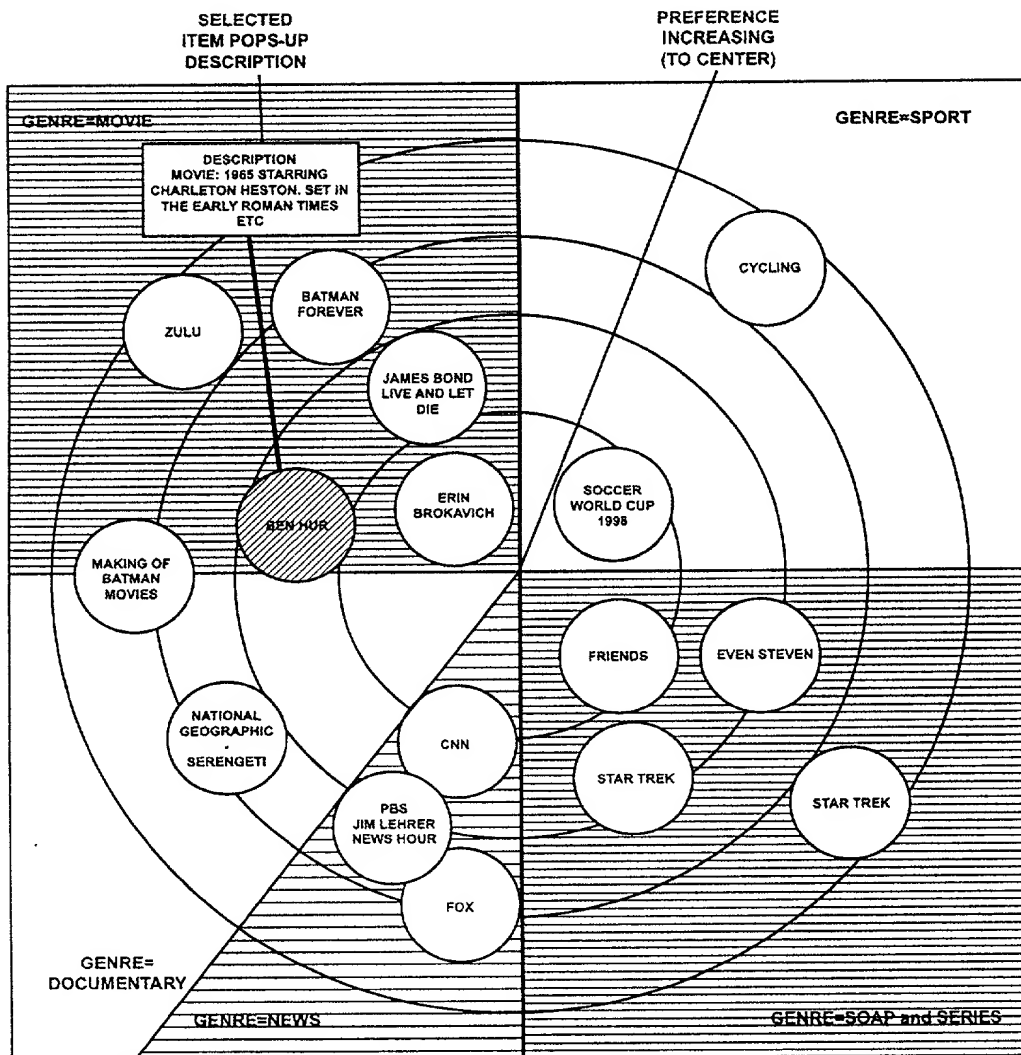 SELECTED
ITEM POPS-UP
DESCRIPTION
PREFERENCE
INCREASING
(TO CENTER)
GENRE=MOVIE
GENRE=SPORT
DESCRIPTION
MOVIE: 1965 STARRING
CHARLETON HESTON. SET IN
THE EARLY ROMAN TIMES
ETC
CYCLING
BATMAN
FOREVER
ZULU
JAMES BOND
LIVE AND LET
DIE
ERIN
BROKAVICH
SOCCER
WORLD CUP
1998
BEN HUR
MAKING OF
BATMAN
MOVIES
FRIENDS
EVEN STEVEN
NATIONAL
GEOGRAPHIC
-
SERENGETI
CNN
STAR TREK
STAR TREK
PBS
JIM LEHRER
NEWS HOUR
FOX
GENRE=
DOCUMENTARY
GENRE=NEWS
GENRE=SOAP and SERIES